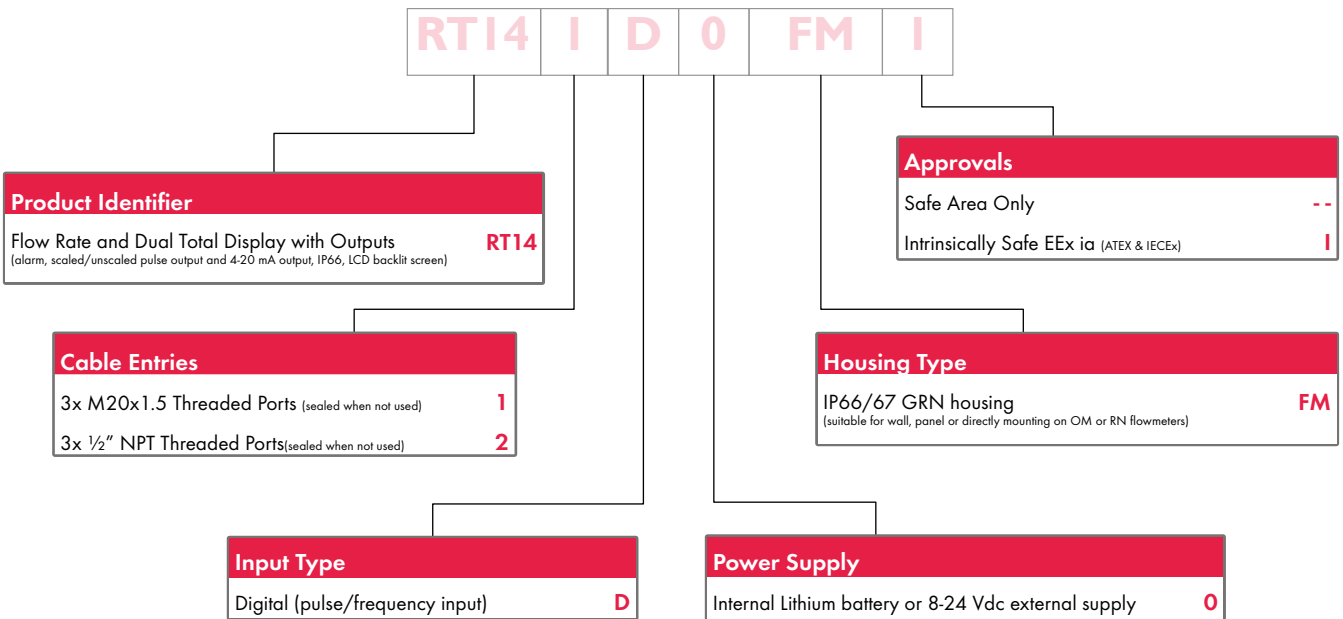 RT14 I D 0 FM I
Product Identifier
Flow Rate and Dual Total Display with Outputs RT14
(alarm, scaled/unscaled pulse output and 4-20 mA output, IP66, LCD backlit screen)
Approvals
Safe Area Only --
Intrinsically Safe EEx ia (ATEX & IECEx) I
Cable Entries
3x M20x1.5 Threaded Ports (sealed when not used) 1
3x ½” NPT Threaded Ports(sealed when not used) 2
Housing Type
IP66/67 GRN housing FM
(suitable for wall, panel or directly mounting on OM or RN flowmeters)
Input Type
Digital (pulse/frequency input) D
Power Supply
Internal Lithium battery or 8-24 Vdc external supply 0